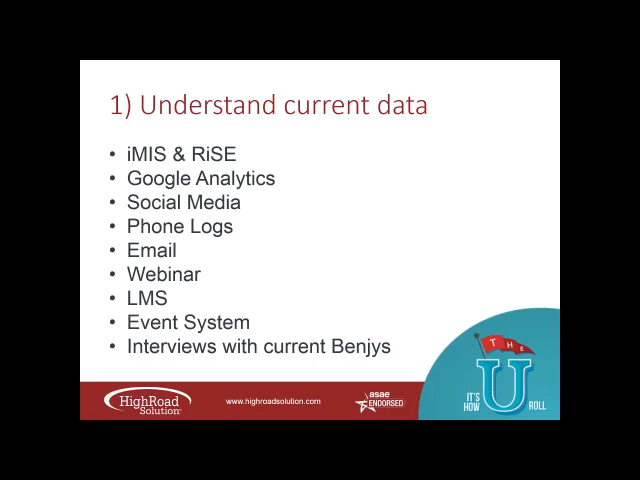 1) Understand current data
• iMIS & RiSE
• Google Analytics
• Social Media
• Phone Logs
• Email
• Webinar
• LMS
• Event System
• Interviews with current Benjys
THE
U
IT'S
HOW
ROLL
HighRoad
Solution
www.highroadsolution.com
asae
ENDORSED